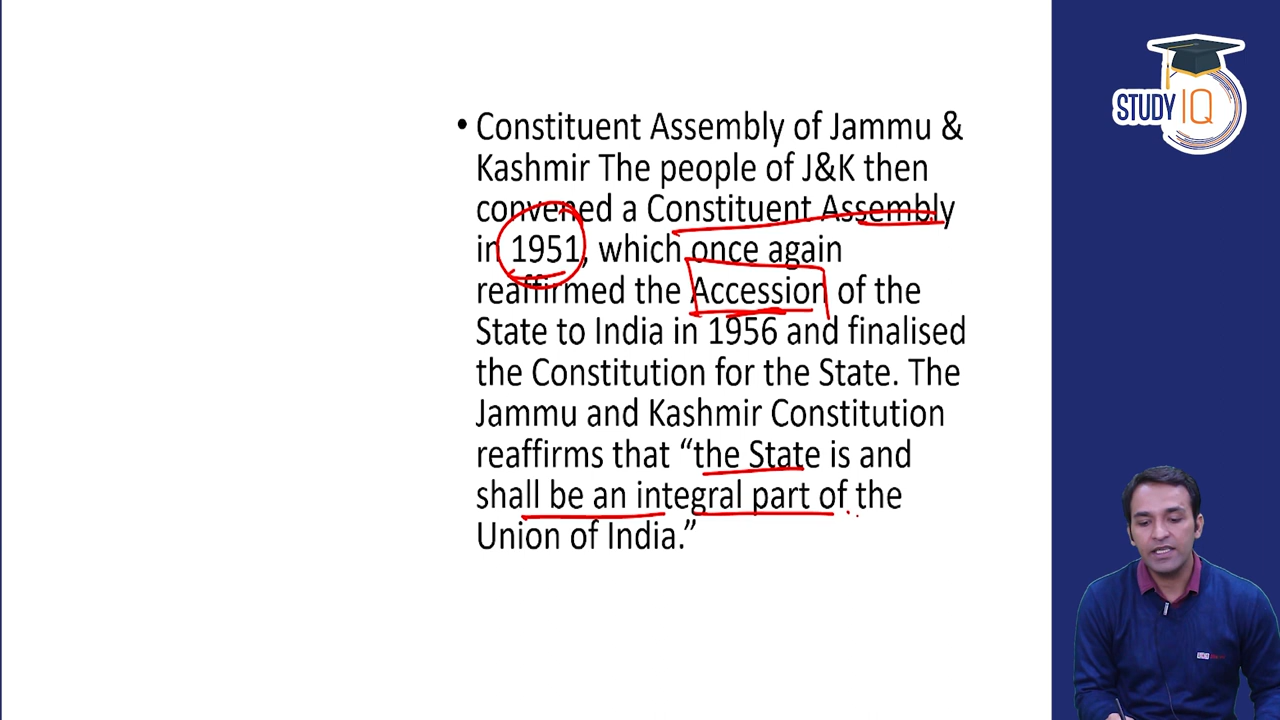 • Constituent Assembly of Jammu &
Kashmir The people of J&K then
convened a Constituent Assembly
in 1951, which once again
reaffirmed the Accession of the
State to India in 1956 and finalised
the Constitution for the State. The
Jammu and Kashmir Constitution
reaffirms that “the State is and
shall be an integral part of the
Union of India.”
STUDY IQ